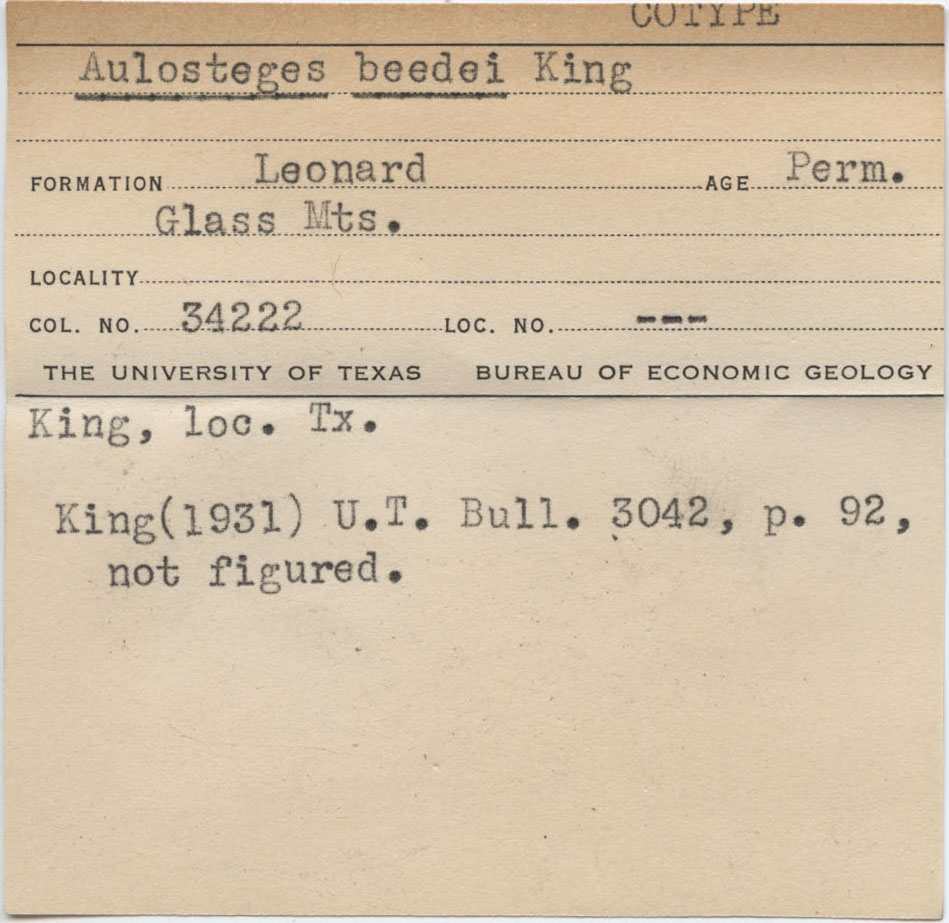 COTYPE
Aulosteges beedei King
FORMATION Leonard AGE Perm.
Glass Mts.
LOCALITY
COL. NO. 34222 LOC. NO. ---
THE UNIVERSITY OF TEXAS BUREAU OF ECONOMIC GEOLOGY
King, loc. Tx.
King(1931) U.T. Bull. 3042, p. 92,
not figured.